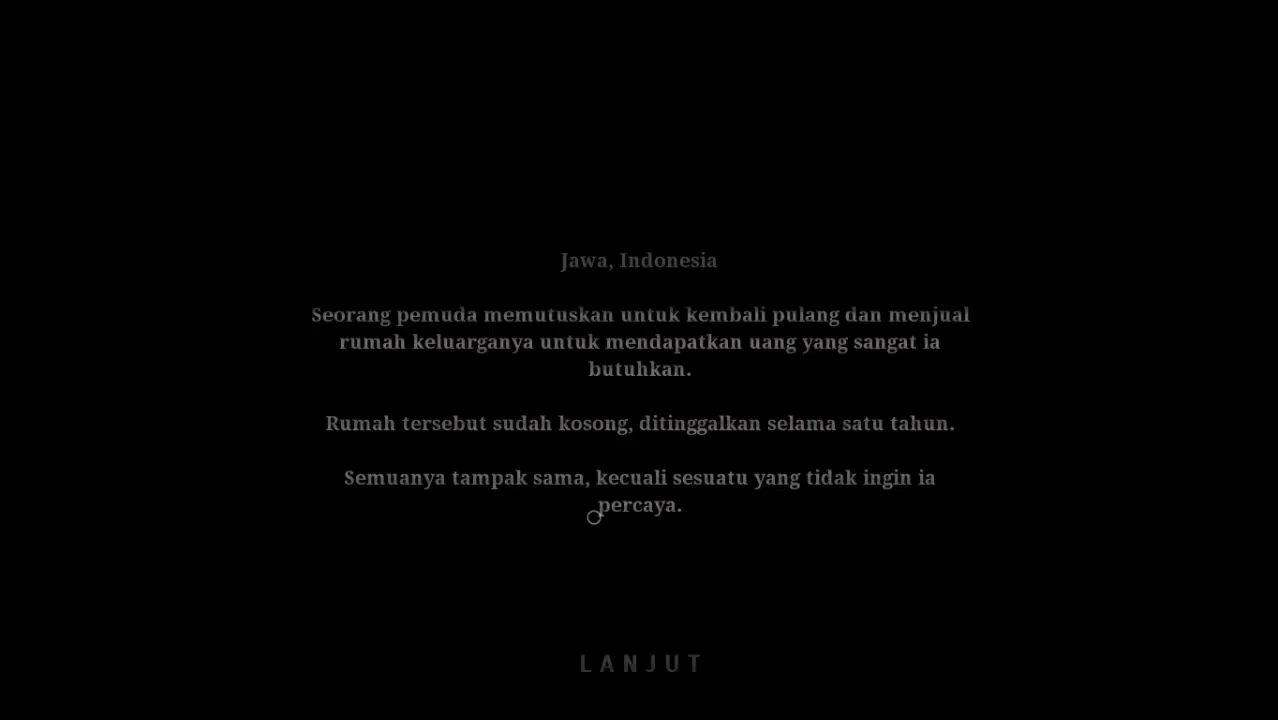 Jawa, Indonesia
Seorang pemuda memutuskan untuk kembali pulang dan menjual
rumah keluarganya untuk mendapatkan uang yang sangat ia
butuhkan.
Rumah tersebut sudah kosong, ditinggalkan selama satu tahun.
Semuanya tampak sama, kecuali sesuatu yang tidak ingin ia
percaya.
LANJUT